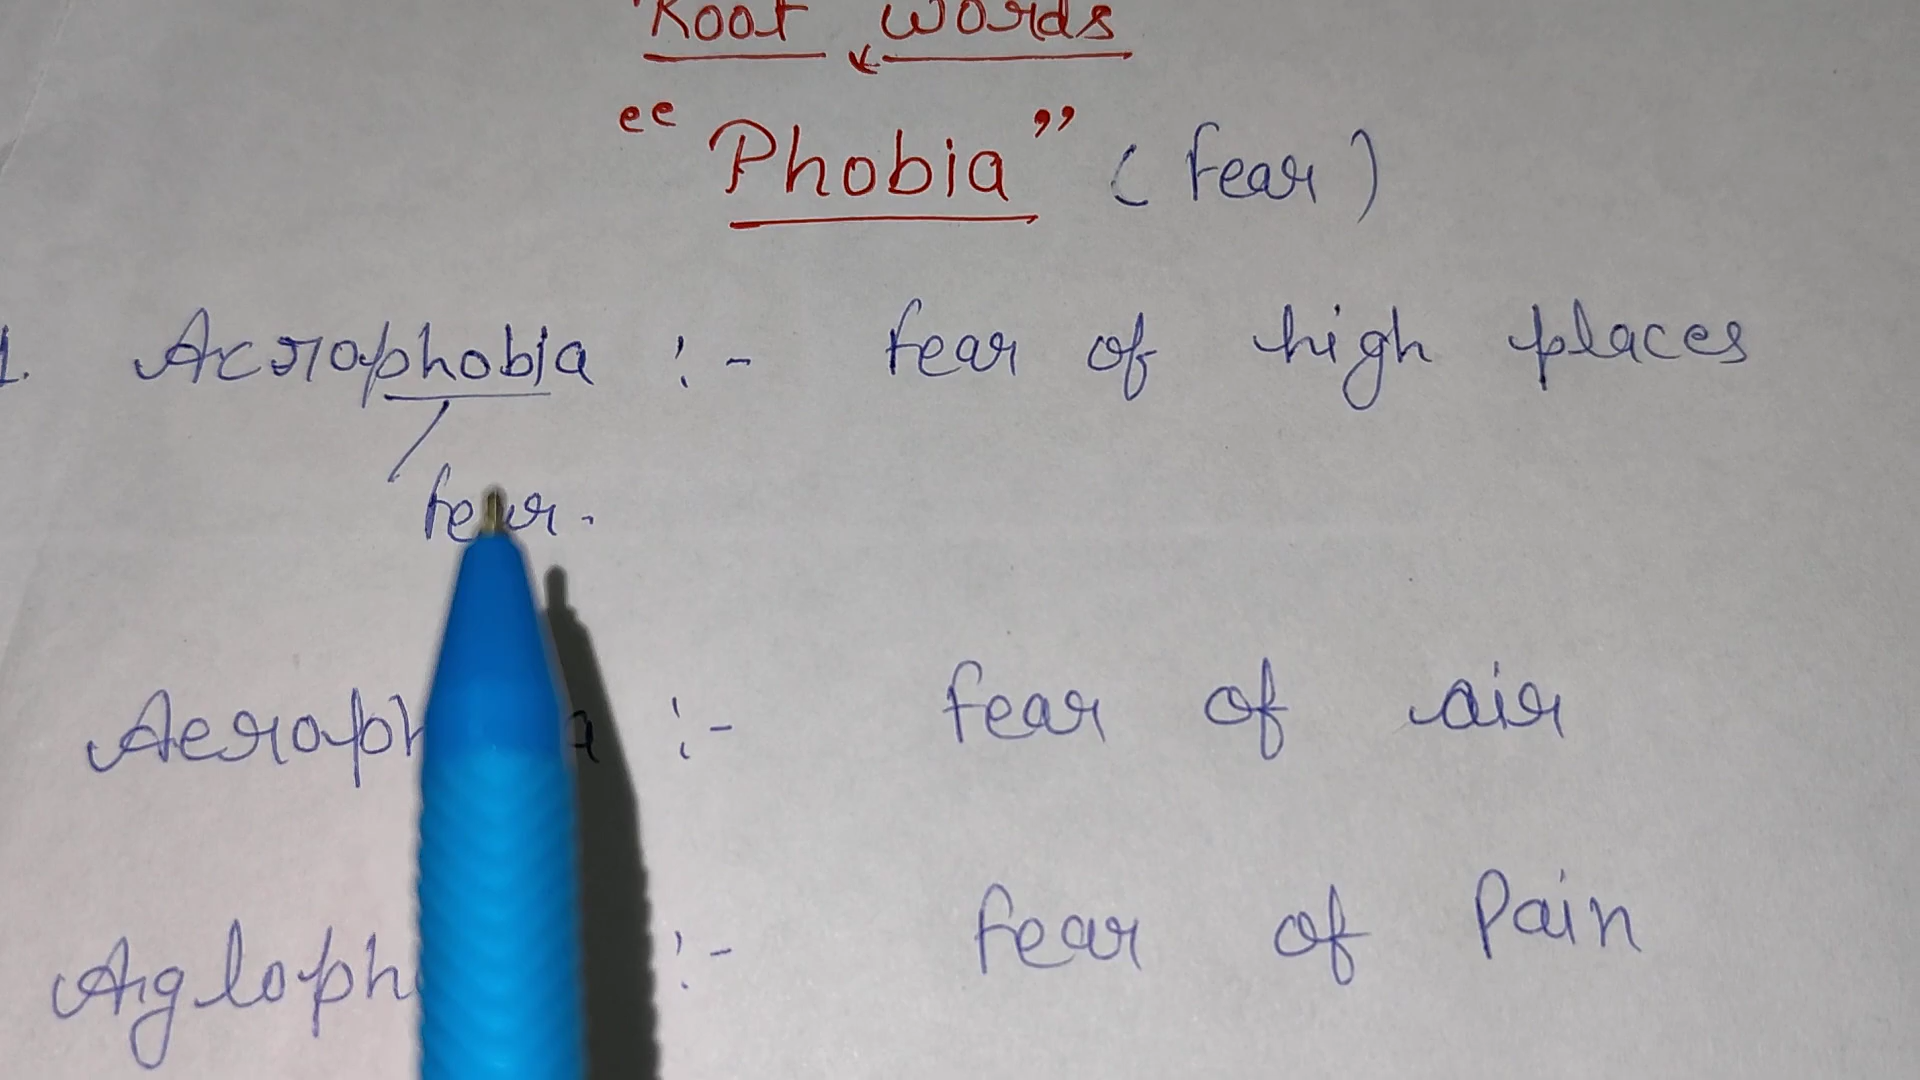 Root Words
"Phobia" (fear)
1. Acrophobia :- fear of high places
fear.
:- fear of air
:- fear of Pain